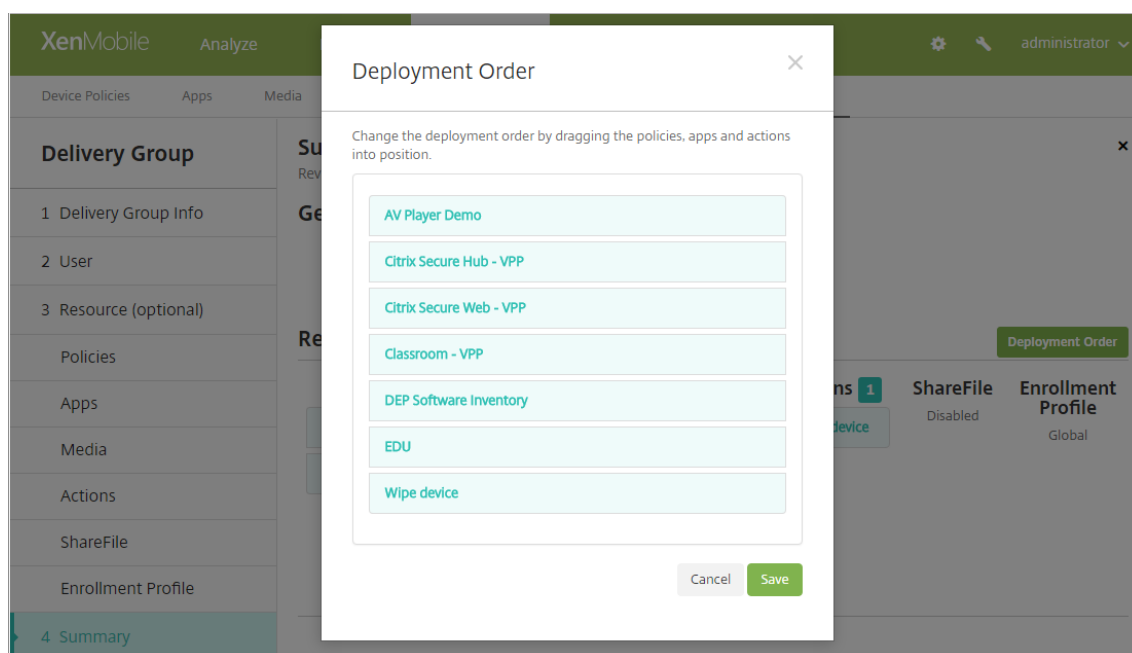 XenMobile
Analyze
administrator
Device Policies
Apps
Media
Delivery Group
1 Delivery Group Info
2 User
3 Resource (optional)
Policies
Apps
Media
Actions
ShareFile
Enrollment Profile
4 Summary
Deployment Order
Change the deployment order by dragging the policies, apps and actions
into position.
AV Player Demo
Citrix Secure Hub - VPP
Citrix Secure Web - VPP
Classroom - VPP
DEP Software Inventory
EDU
Wipe device
Cancel
Save
Deployment Order
1
device
ShareFile
Disabled
Enrollment
Profile
Global